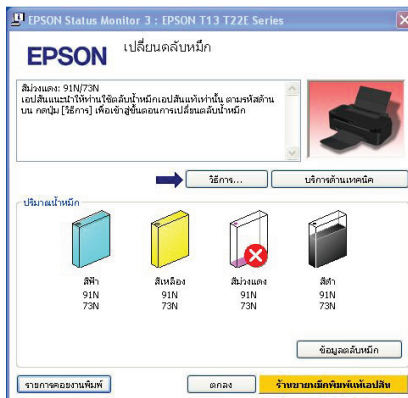 EPSON Status Monitor 3 : EPSON T13 T22E Series
EPSON
เปลี่ยนตลับหมึก
สีม่วงแดง: 91N/73N
เอปสันแนะนำให้ท่านใช้ตลับน้ำหมึกเอปสันแท้เท่านั้น ตามรหัสด้าน
บน กดปุ่ม [วิธีการ] เพื่อเข้าสู่ขั้นตอนการเปลี่ยนตลับน้ำหมึก
วิธีการ...
บริการด้านเทคนิค
ปริมาณน้ำหมึก
สีฟ้า
สีเหลือง
สีม่วงแดง
สีดำ
91N
91N
91N
91N
73N
73N
73N
73N
ข้อมูลตลับหมึก
รายการคอยงานพิมพ์
ตกลง
ร้านขายหมึกพิมพ์แท้เอปสัน